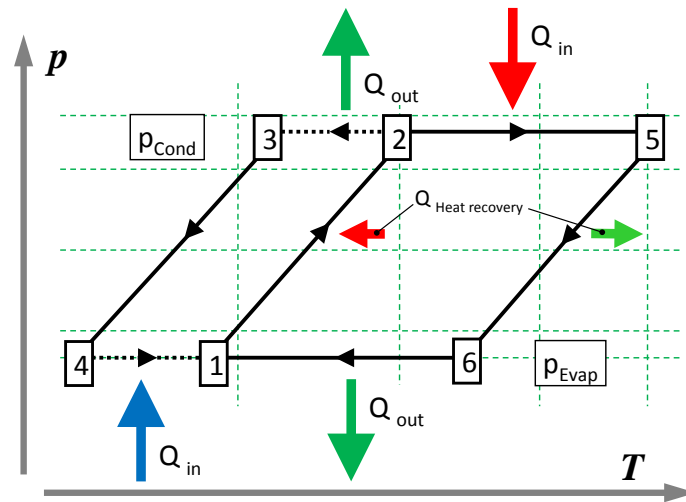 p
Q out
Q in
p Cond
3
2
5
Q Heat recovery
4
1
6
p Evap
Q in
Q out
T